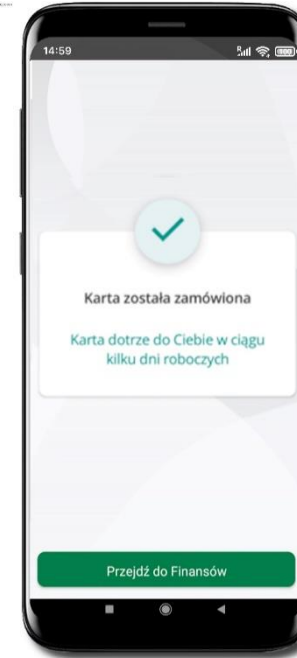 14:59
Karta została zamówiona
Karta dotrze do Ciebie w ciągu
kilku dni roboczych
Przejdź do Finansów